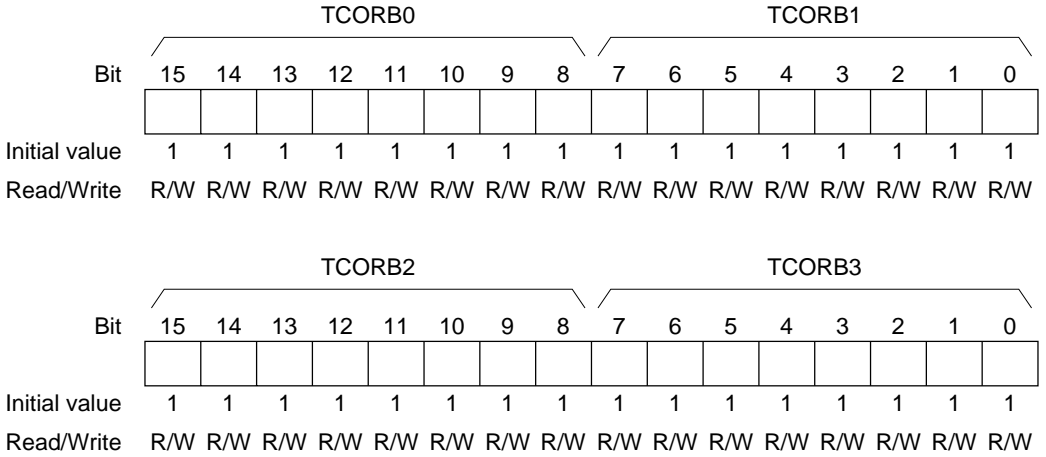 TCORB0 TCORB1
Bit 15 14 13 12 11 10 9 8 7 6 5 4 3 2 1 0
Initial value 1 1 1 1 1 1 1 1 1 1 1 1 1 1 1 1
Read/Write R/W R/W R/W R/W R/W R/W R/W R/W R/W R/W R/W R/W R/W R/W R/W R/W
TCORB2 TCORB3
Bit 15 14 13 12 11 10 9 8 7 6 5 4 3 2 1 0
Initial value 1 1 1 1 1 1 1 1 1 1 1 1 1 1 1 1
Read/Write R/W R/W R/W R/W R/W R/W R/W R/W R/W R/W R/W R/W R/W R/W R/W R/W